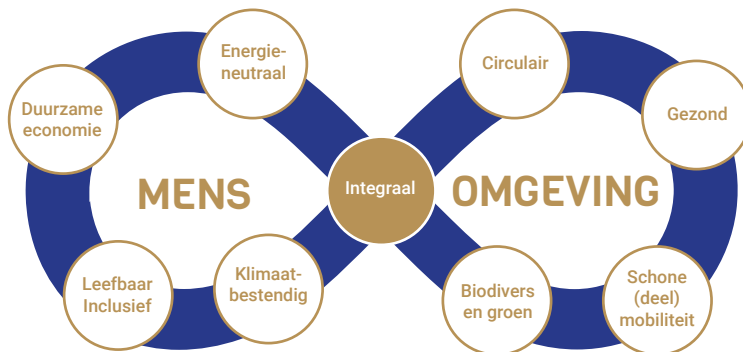 Energie-
neutraal
Duurzame
economie
MENS
Leefbaar
Inclusief
Klimaat-
bestendig
Integraal
Circulair
Gezond
OMGEVING
Biodivers
en groen
Schone
(deel)
mobiliteit